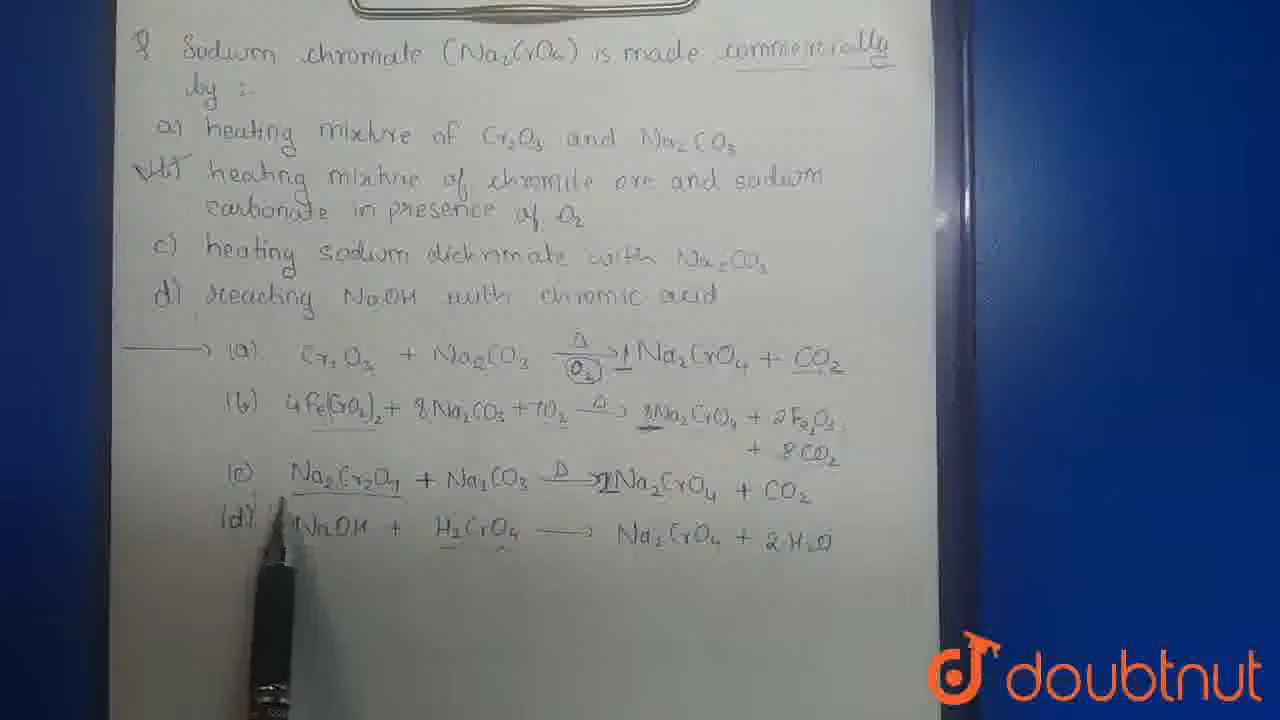 Q Sodium chromate (Na2CrO4) is made commercially
by :-
a) heating mixture of Cr2O3 and Na2CO3
b) heating mixture of chromite ore and sodium
carbonate in presence of O2
c) heating sodium dichromate with Na2CO3
d) reacting NaOH with chromic acid
(a) Cr2O3 + Na2CO3 Δ O2 → Na2CrO4 + CO2
(b) 4Fe(CrO2)2 + 8Na2CO3 + 7O2 Δ → 8Na2CrO4 + 2Fe2O3
+ 8CO2
(c) Na2Cr2O7 + Na2CO3 Δ → 2Na2CrO4 + CO2
(d) NaOH + H2CrO4 → Na2CrO4 + 2H2O
doubtnut